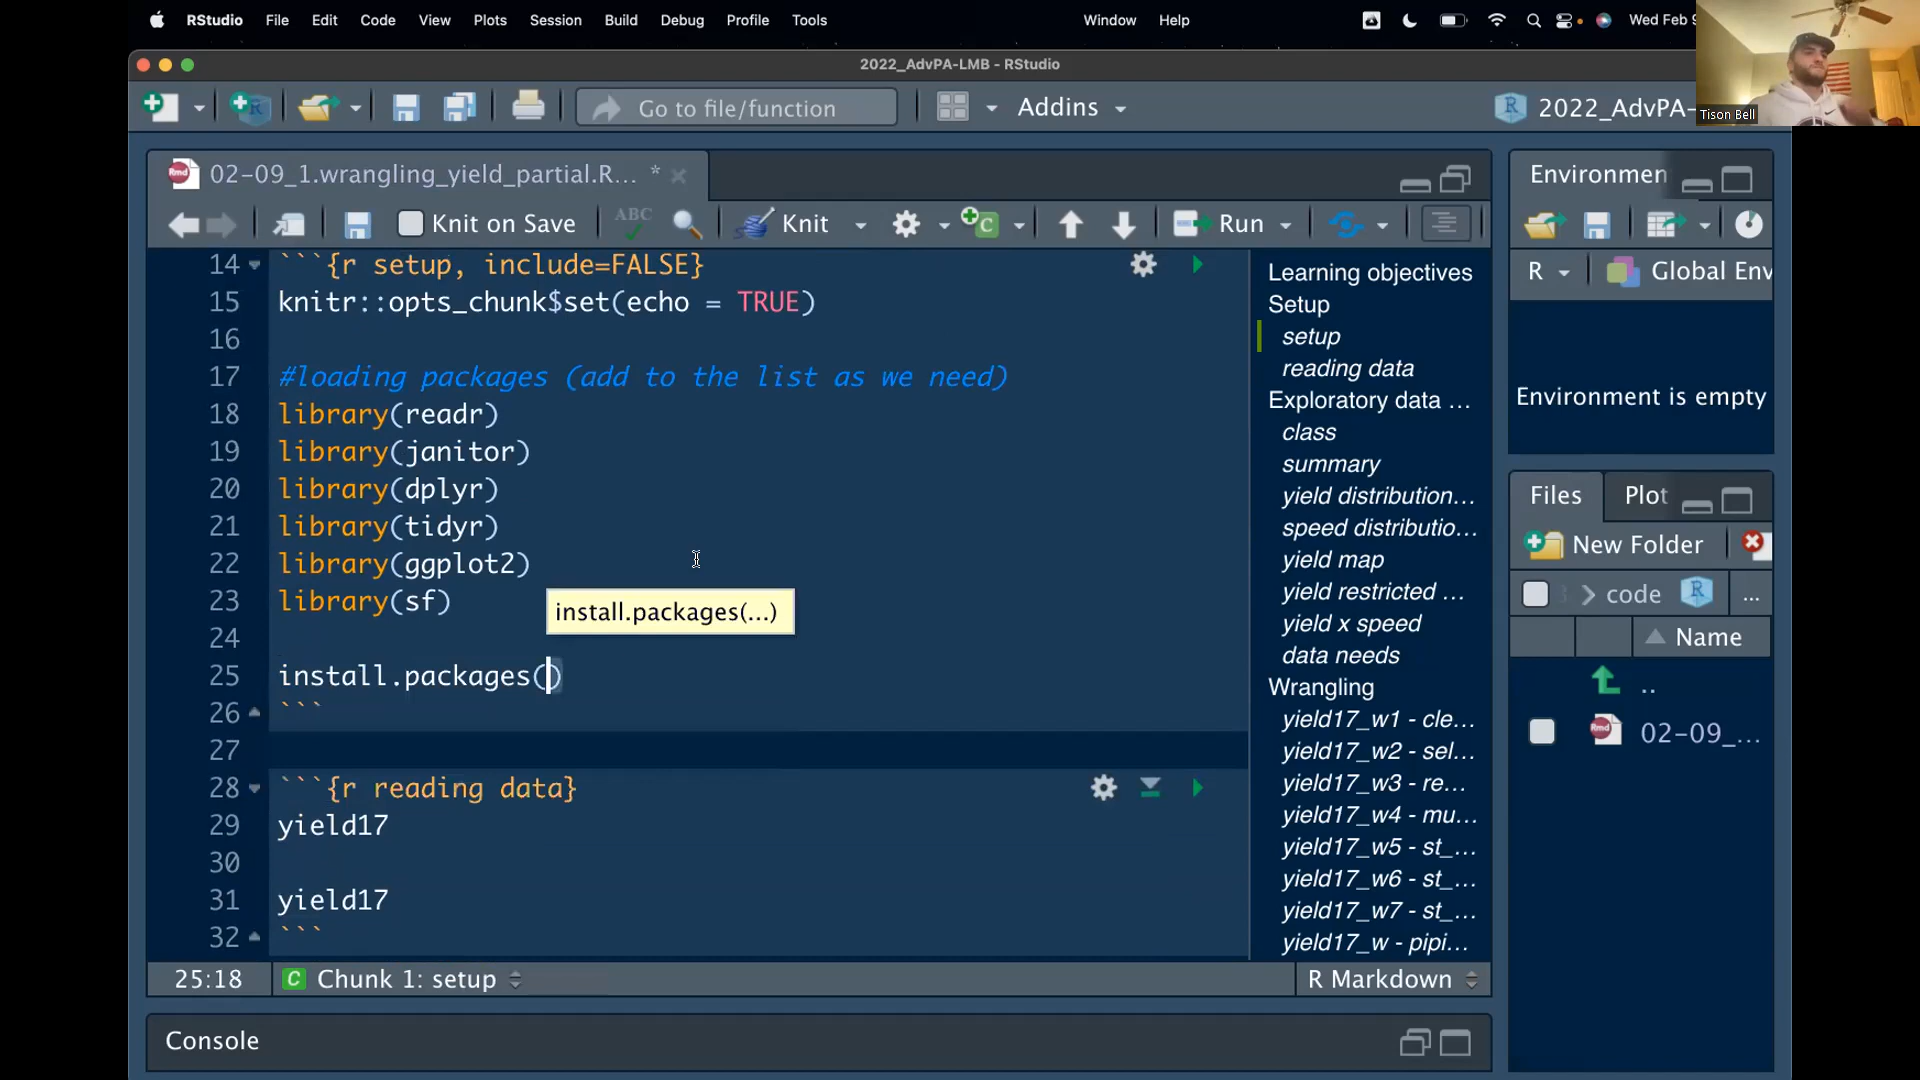 RStudio File Edit Code View Plots Session Build Debug Profile Tools Window Help Wed Feb 9
2022_AdvPA-LMB - RStudio
Tison Bell
Go to file/function
Addins
2022_AdvPA-
Rmd
02-09_1.wrangling_yield_partial.R... *
Knit on Save
ABC
Knit
Run
14 ```{r setup, include=FALSE}
15 knitr::opts_chunk$set(echo = TRUE)
16
17 #loading packages (add to the list as we need)
18 library(readr)
19 library(janitor)
20 library(dplyr)
21 library(tidyr)
22 library(ggplot2)
23 library(sf)
install.packages(...)
24
25 install.packages()
26 ```
27
28 ```{r reading data}
29 yield17
30
31 yield17
32 ```
25:18
C
Chunk 1: setup
R Markdown
Console
Learning objectives
Setup
setup
reading data
Exploratory data ...
class
summary
yield distribution...
speed distributio...
yield map
yield restricted ...
yield x speed
data needs
Wrangling
yield17_w1 - cle...
yield17_w2 - sel...
yield17_w3 - re...
yield17_w4 - mu...
yield17_w5 - st_...
yield17_w6 - st_...
yield17_w7 - st_...
yield17_w - pipi...
Environmen
R
Global Env
Environment is empty
Files Plot
New Folder
code
...
Name
..
Rmd
02-09_...